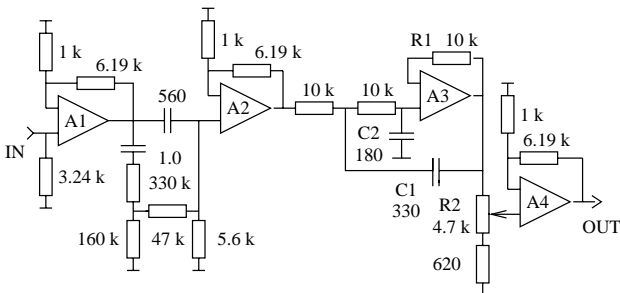 1 k
6.19 k
A1
IN
3.24 k
560
1.0
330 k
160 k
47 k
5.6 k
1 k
6.19 k
A2
10 k
10 k
C2
180
R1
10 k
A3
C1
330
R2
4.7 k
620
1 k
6.19 k
A4
OUT